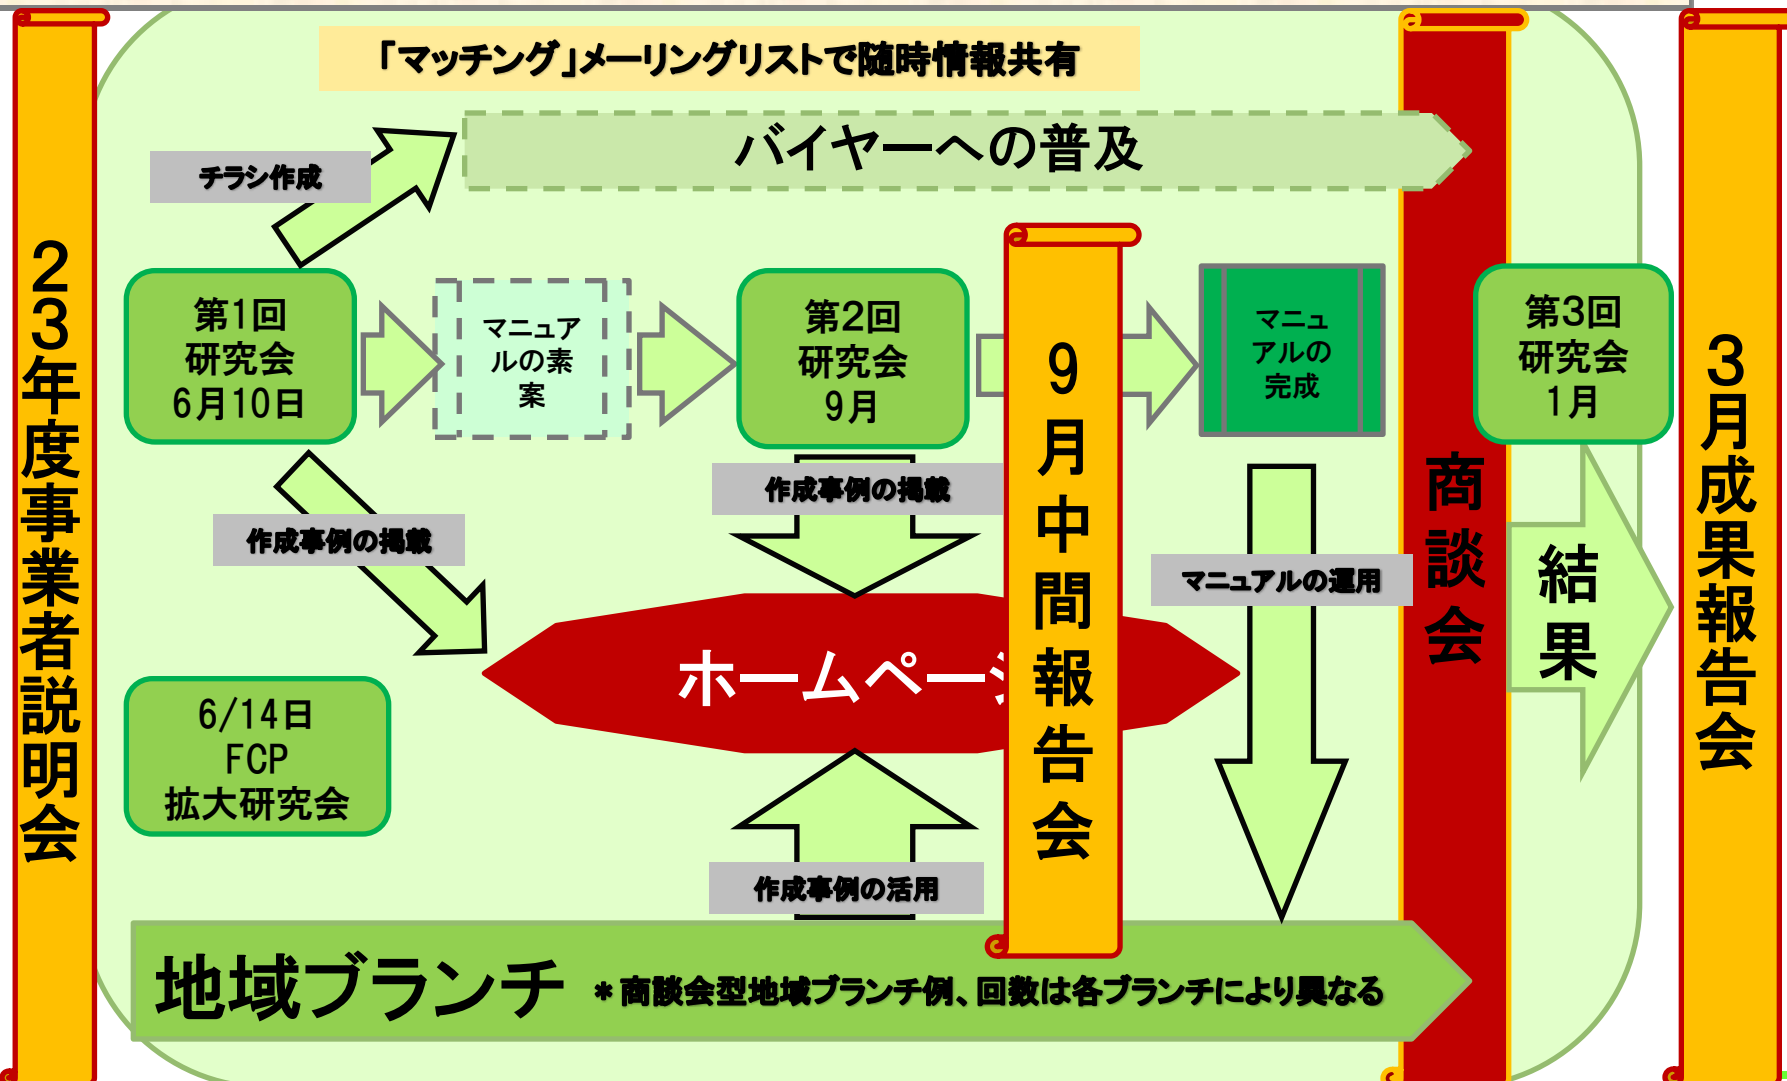 「マッチング」メーリングリストで随時情報共有
バイヤーへの普及
チラシ作成
23年度事業者説明会
第1回
研究会
6月10日
マニュア
ルの素
案
第2回
研究会
9月
9月中間報告会
マニュ
アルの
完成
第3回
研究会
1月
3月成果報告会
商談会
結果
作成事例の掲載
作成事例の掲載
マニュアルの運用
ホームペー
6/14日
FCP
拡大研究会
作成事例の活用
地域ブランチ ＊商談会型地域ブランチ例、回数は各ブランチにより異なる